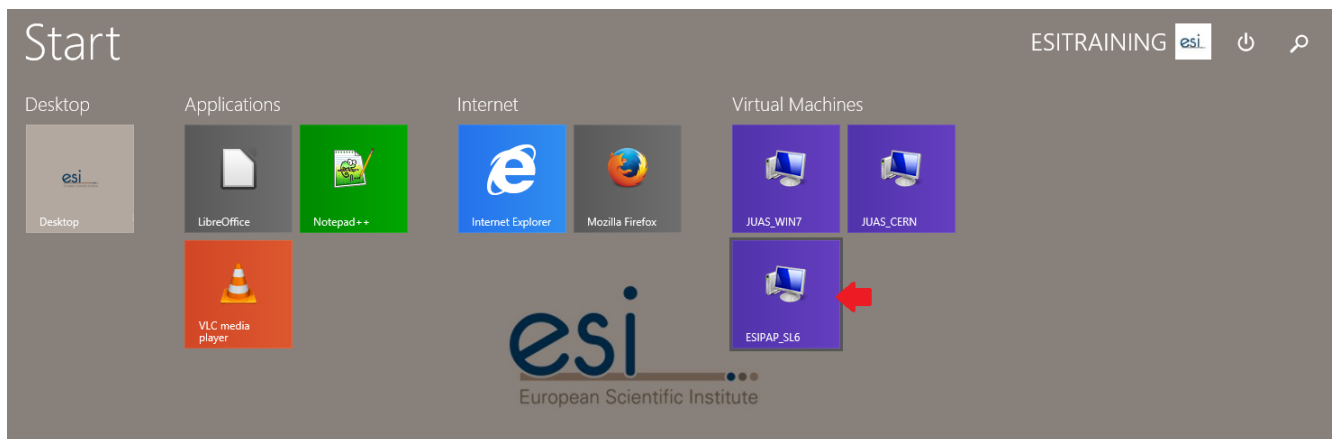 Start
ESITRAINING esi
Desktop
Applications
Internet
Virtual Machines
esi
Desktop
LibreOffice
Notepad++
Internet Explorer
Mozilla Firefox
JUAS_WIN7
JUAS_CERN
VLC media
player
ESIPAP_SL6
esi
European Scientific Institute